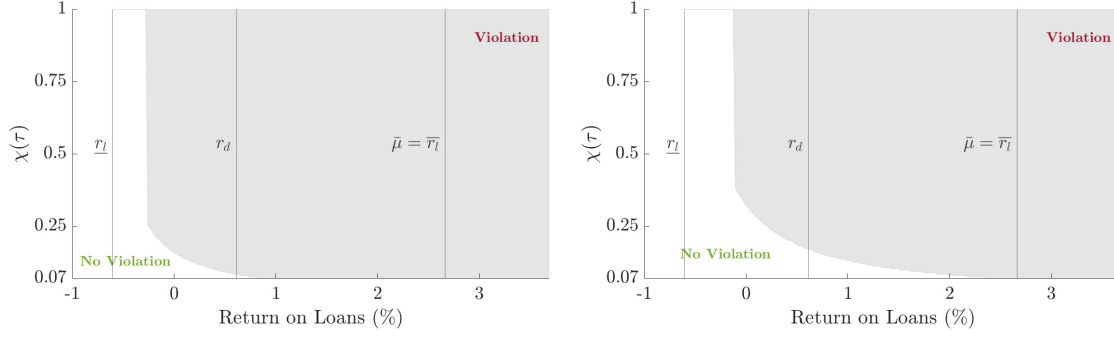 1
0.75
0.5
0.25
0.07
χ(τ)
Violation
r_l
r_d
μ̄ = r̅_l
No Violation
-1 0 1 2 3
Return on Loans (%)
1
0.75
0.5
0.25
0.07
χ(τ)
Violation
r_l
r_d
μ̄ = r̅_l
No Violation
-1 0 1 2 3
Return on Loans (%)